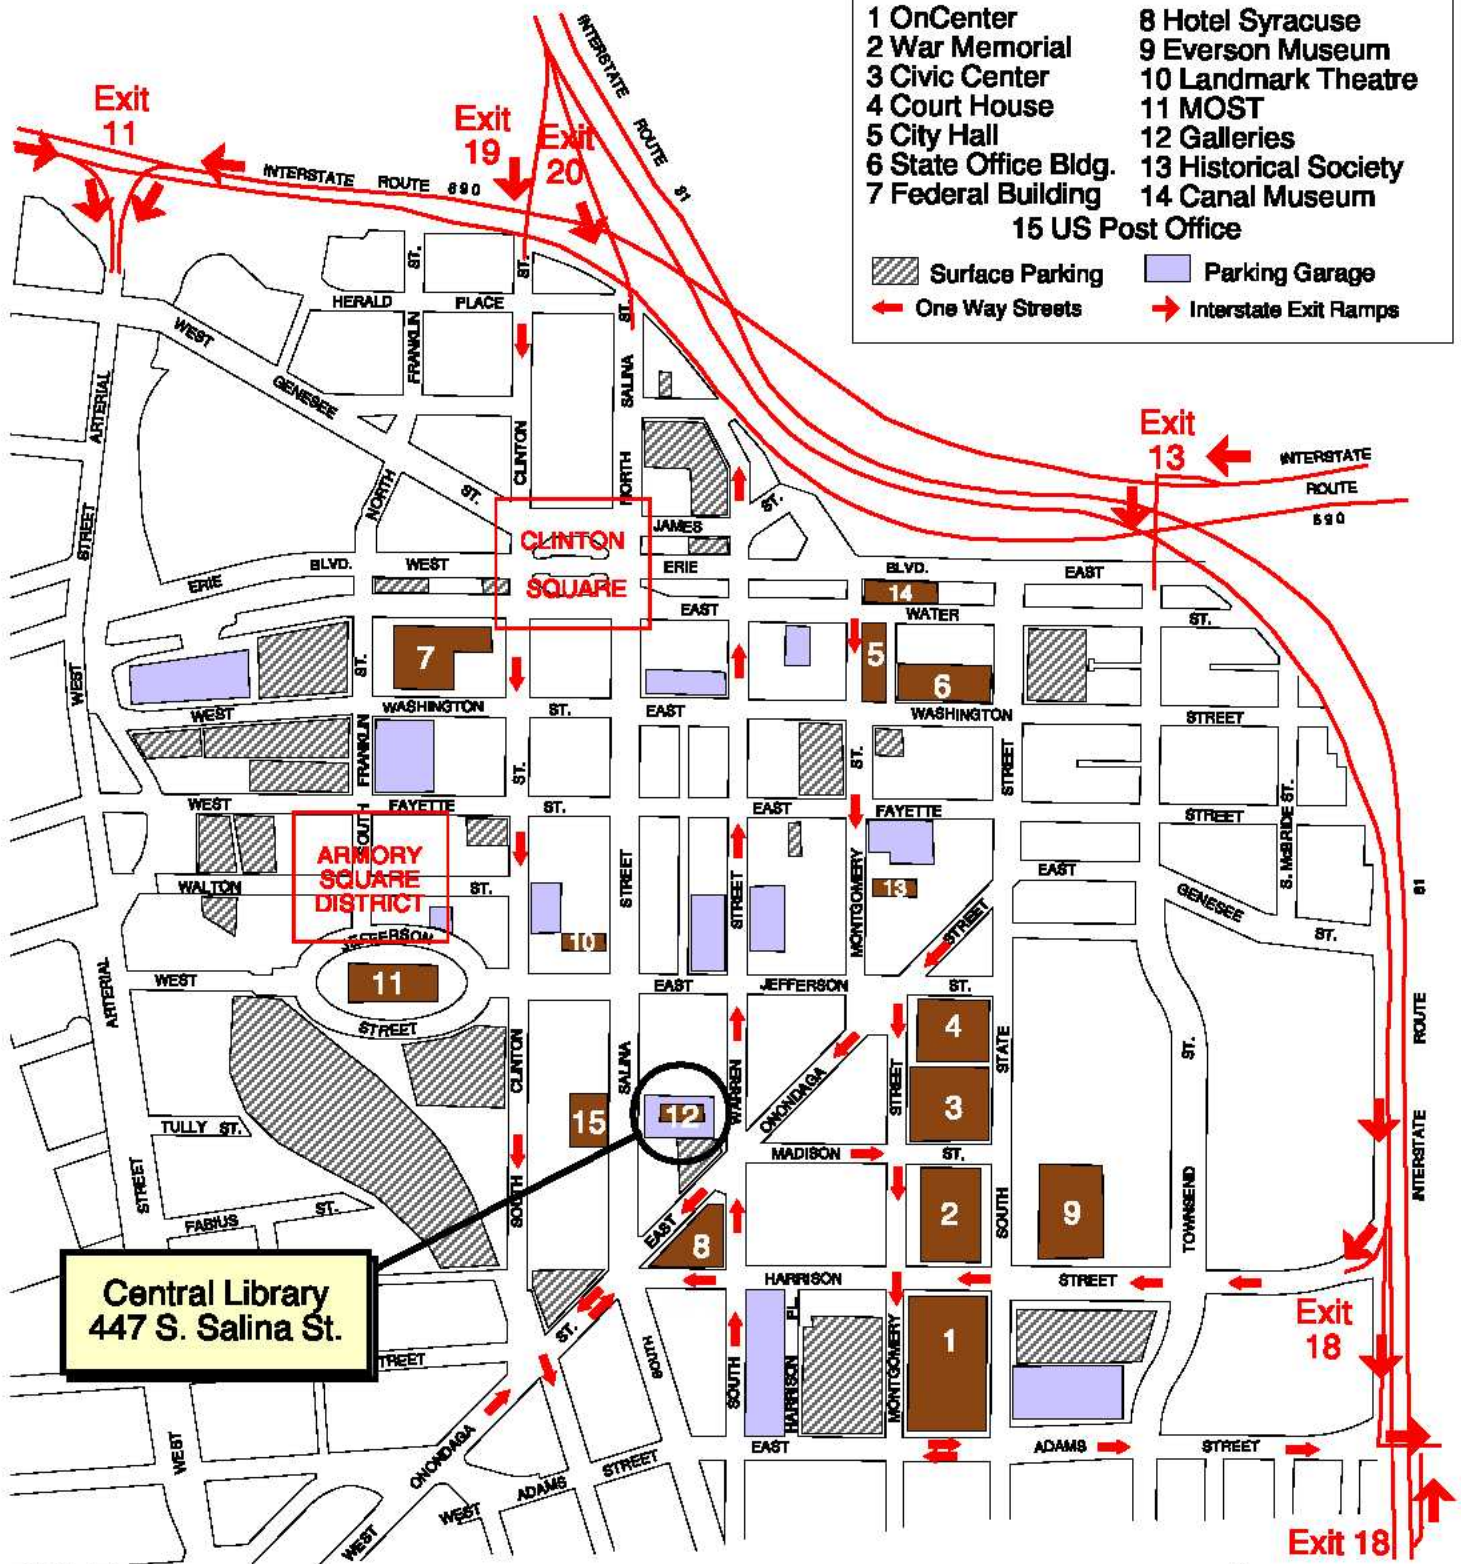 1 OnCenter
2 War Memorial
3 Civic Center
4 Court House
5 City Hall
6 State Office Bldg.
7 Federal Building
8 Hotel Syracuse
9 Everson Museum
10 Landmark Theatre
11 MOST
12 Galleries
13 Historical Society
14 Canal Museum
15 US Post Office
Surface Parking
Parking Garage
One Way Streets
Interstate Exit Ramps
Exit
11
Exit
19
Exit
20
INTERSTATE ROUTE 81
INTERSTATE ROUTE 690
HERALD PLACE
FRANKLIN ST.
ST.
ST.
WEST GENESEE ST.
ARTERIAL
STREET
WEST
CLINTON
NORTH SALINA
NORTH
Exit
13
INTERSTATE
ROUTE
690
CLINTON
SQUARE
JAMES ST.
ERIE BLVD. WEST
ERIE BLVD. EAST
EAST WATER ST.
14
7
5
6
ST.
WEST WASHINGTON ST.
EAST WASHINGTON STREET
FRANKLIN
SOUTH
ST.
ST.
STREET
WEST FAYETTE ST.
EAST FAYETTE STREET
S. McBRIDE ST.
ARMORY
SQUARE
DISTRICT
WALTON ST.
STREET
STREET
MONTGOMERY
13
STREET
EAST GENESEE ST.
10
11
WEST JEFFERSON
STREET
EAST JEFFERSON ST.
ARTERIAL
STREET
WEST
CLINTON
SOUTH
SALINA
WARREN
ONONDAGA
STREET
STATE
SOUTH
4
3
15
12
ST.
TOWNSEND
81
ROUTE
INTERSTATE
TULLY ST.
MADISON ST.
FABIUS ST.
2
9
8
EAST
HARRISON STREET
Central Library
447 S. Salina St.
TREET
ST.
SOUTH
SOUTH
HARRISON PL.
MONTGOMERY
1
Exit
18
WEST ONONDAGA
WEST ADAMS STREET
EAST ADAMS STREET
Exit 18